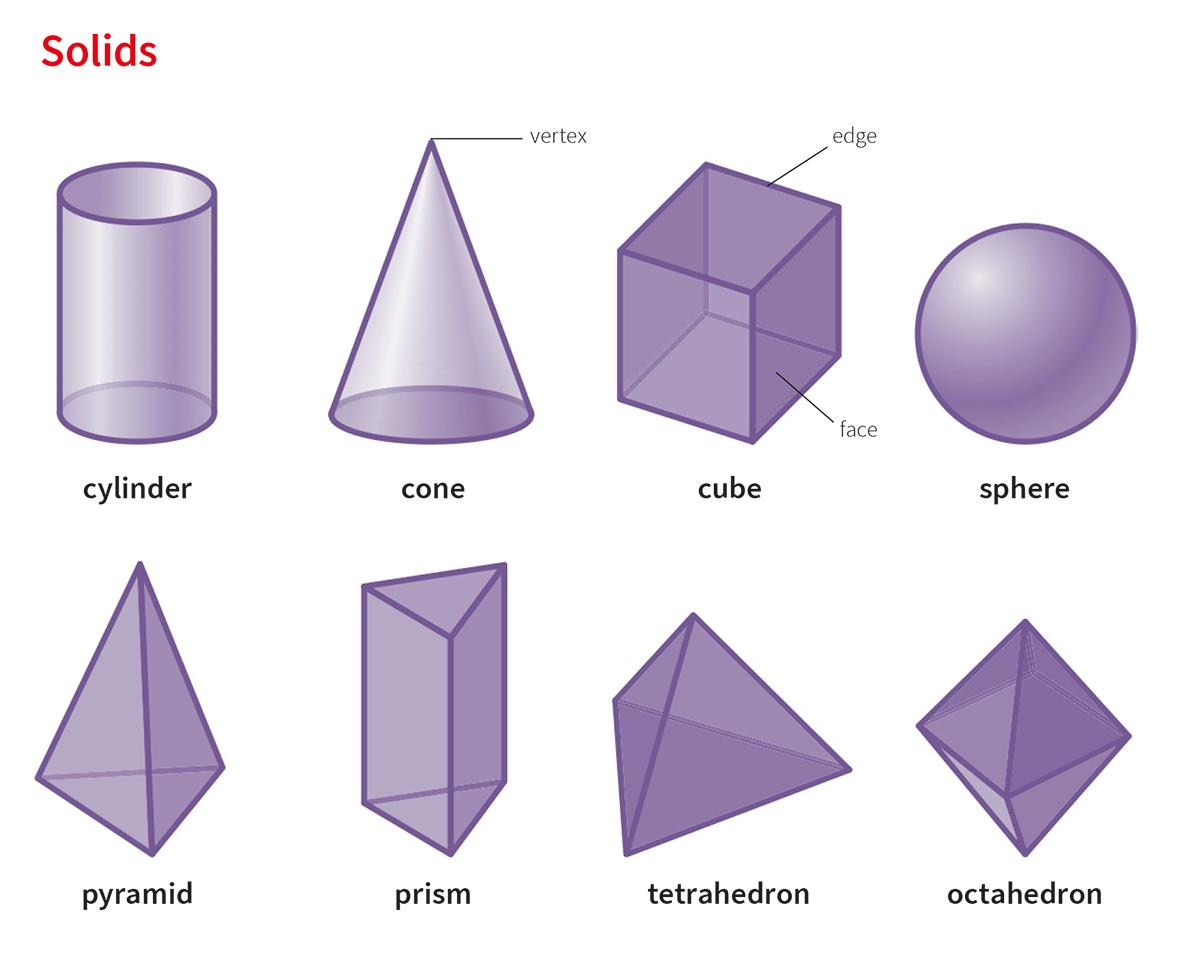 Solids
vertex
edge
face
cylinder
cone
cube
sphere
pyramid
prism
tetrahedron
octahedron